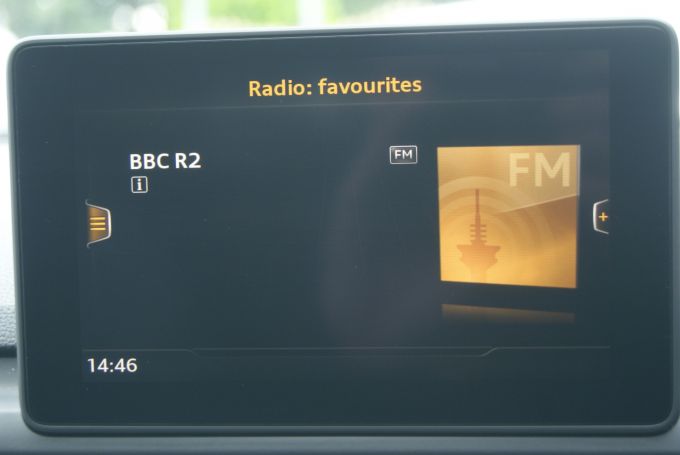 Radio: favourites
BBC R2
FM
FM
i
+
14:46